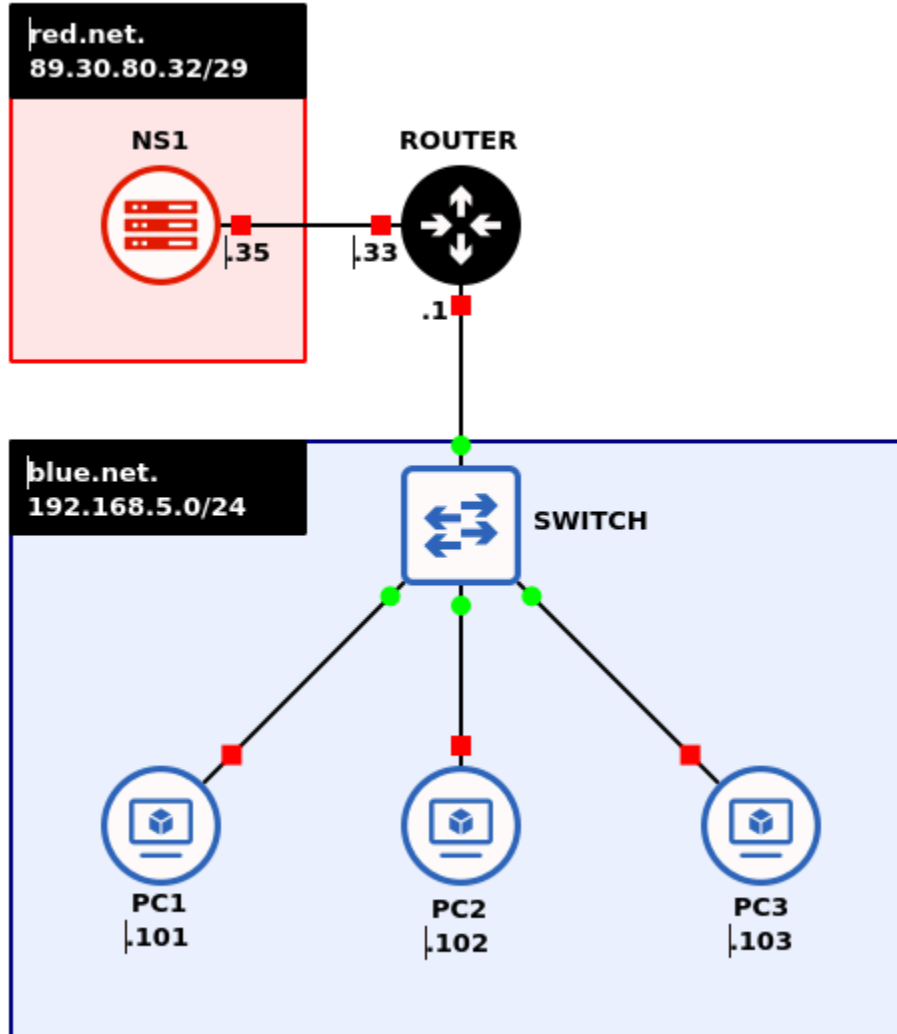 red.net.
89.30.80.32/29
NS1
ROUTER
.35
.33
.1
blue.net.
192.168.5.0/24
SWITCH
PC1
.101
PC2
.102
PC3
.103